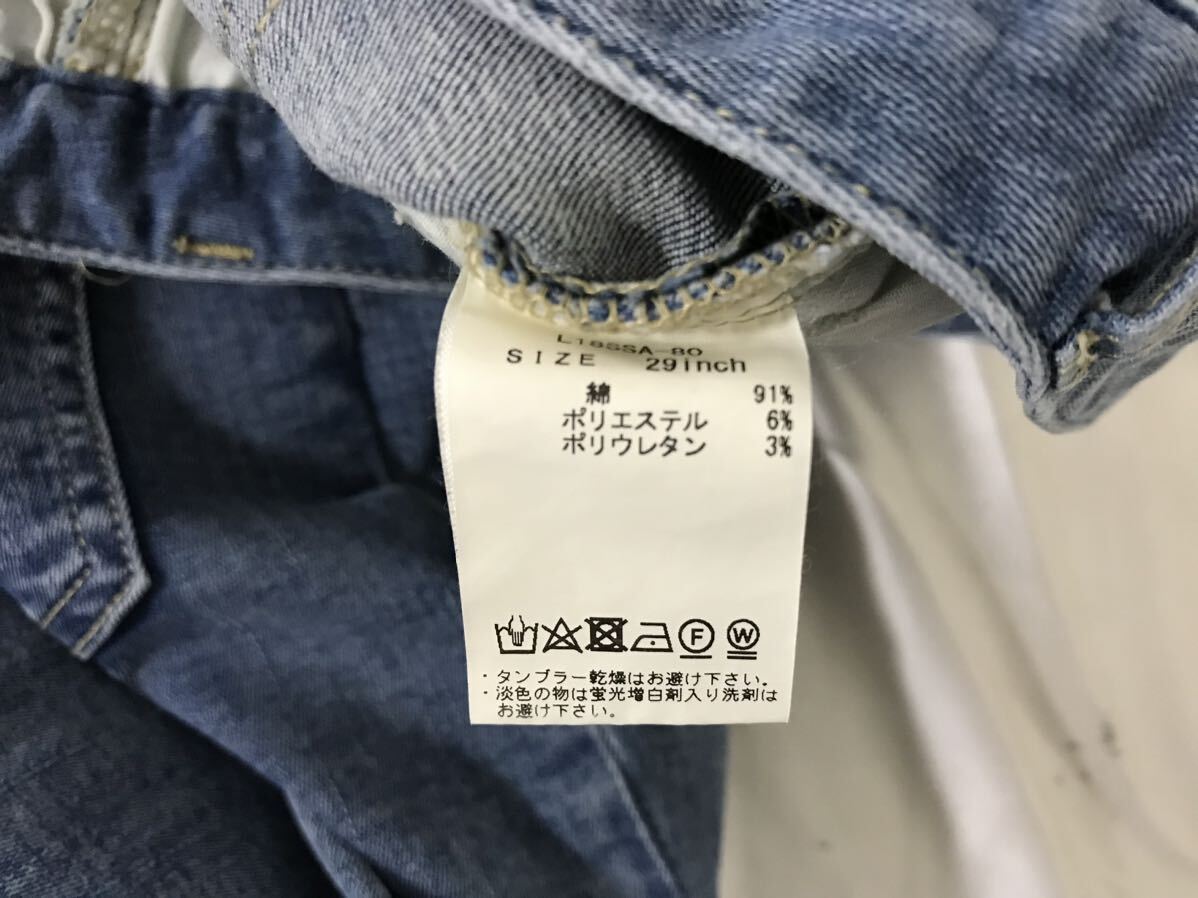 L18SSA-80
SIZE 29inch
綿 91%
ポリエステル 6%
ポリウレタン 3%
F W
・タンブラー乾燥はお避け下さい。
・淡色の物は蛍光増白剤入り洗剤は
お避け下さい。